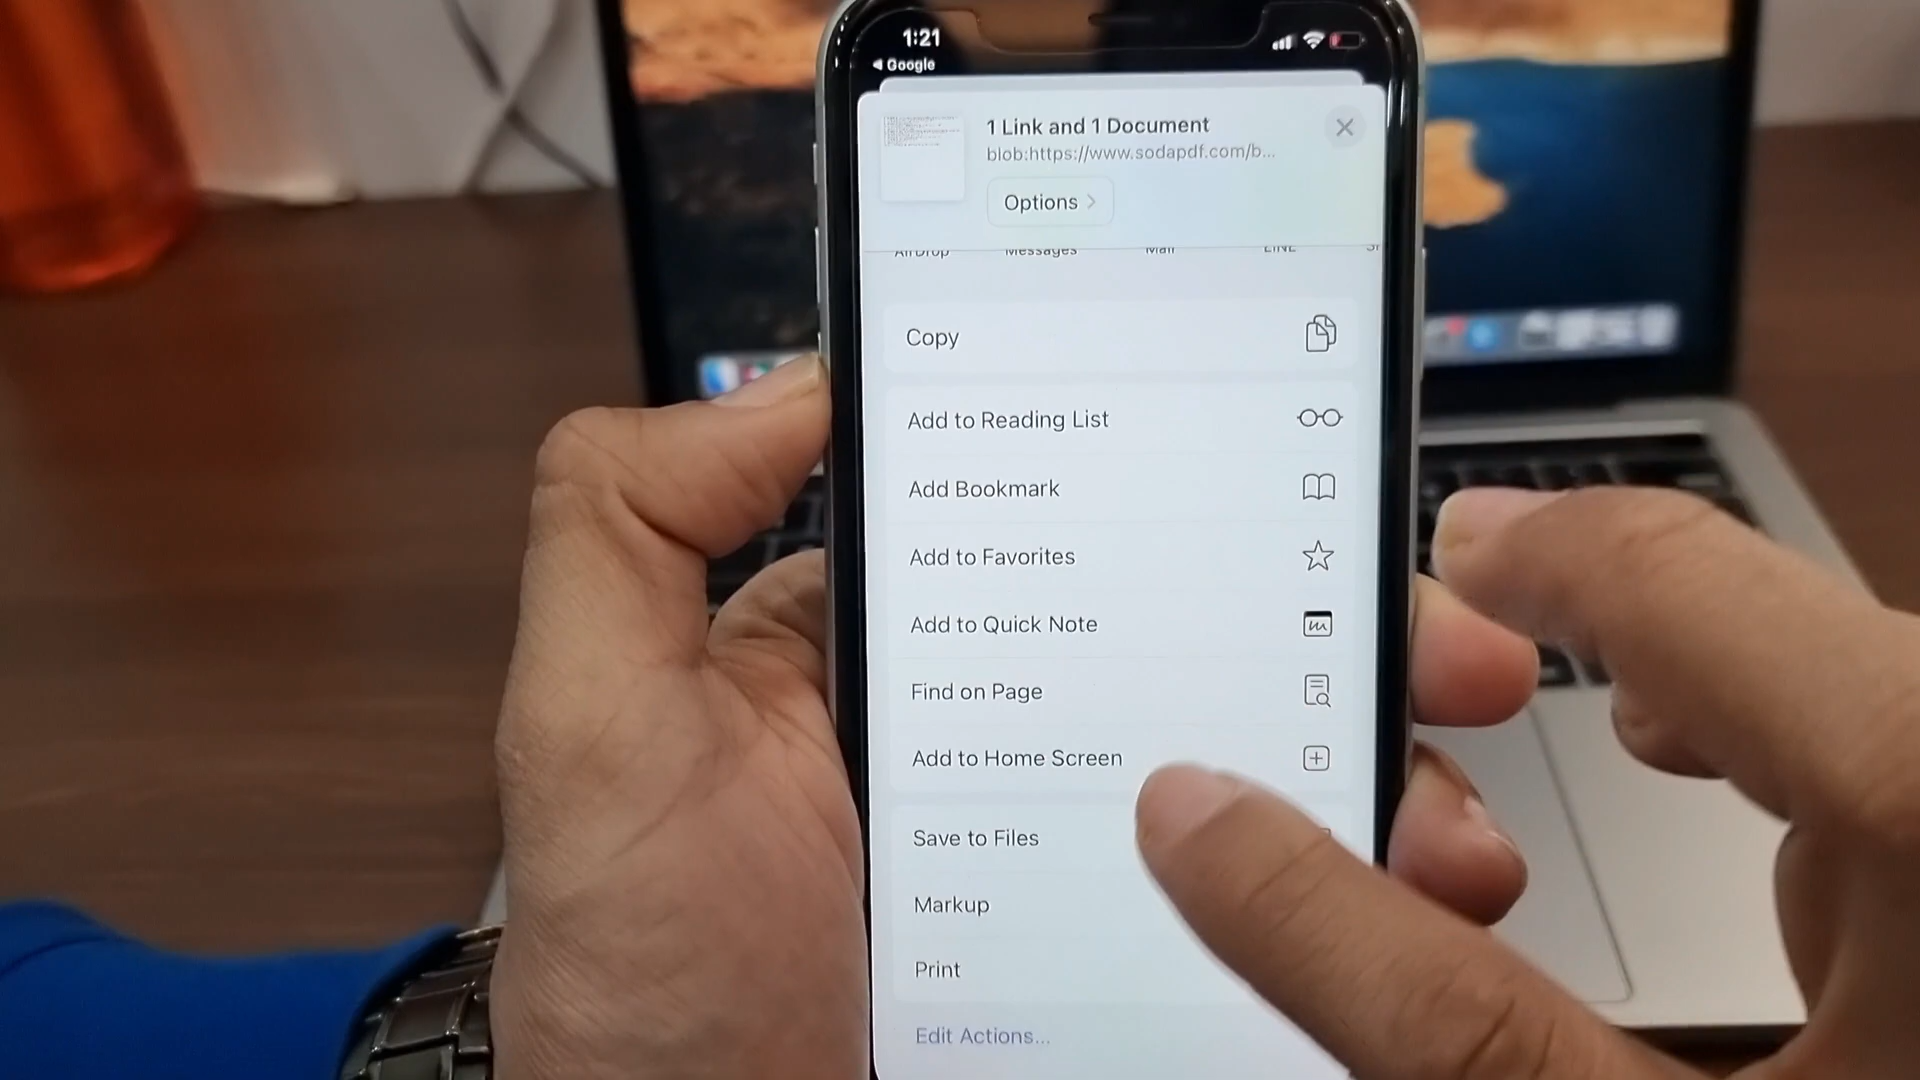 1:21
Google
1 Link and 1 Document
blob:https://www.sodapdf.com/b...
Options
AirDrop Messages Mail LINE
Copy
Add to Reading List
Add Bookmark
Add to Favorites
Add to Quick Note
Find on Page
Add to Home Screen
Save to Files
Markup
Print
Edit Actions...